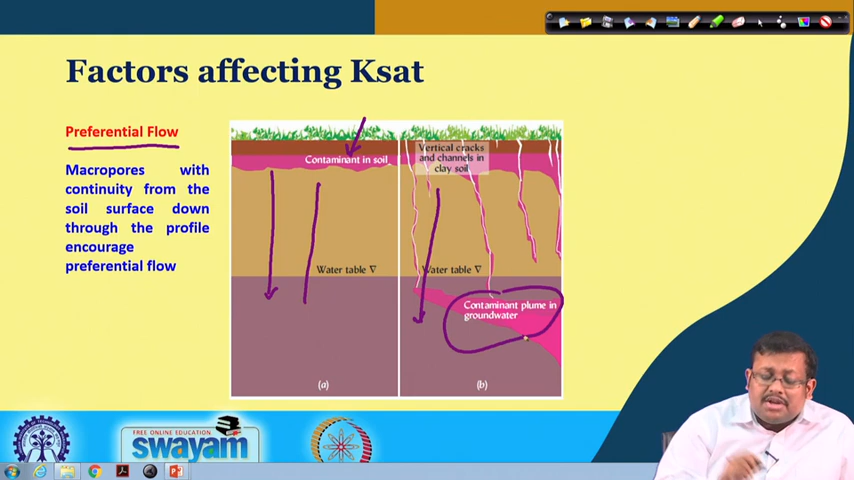 Factors affecting Ksat
Preferential Flow
Macropores with
continuity from the
soil surface down
through the profile
encourage
preferential flow
Contaminant in soil
Water table ∇
(a)
Vertical cracks
and channels in
clay soil
Water table ∇
Contaminant plume in
groundwater
(b)
FREE ONLINE EDUCATION
swayam